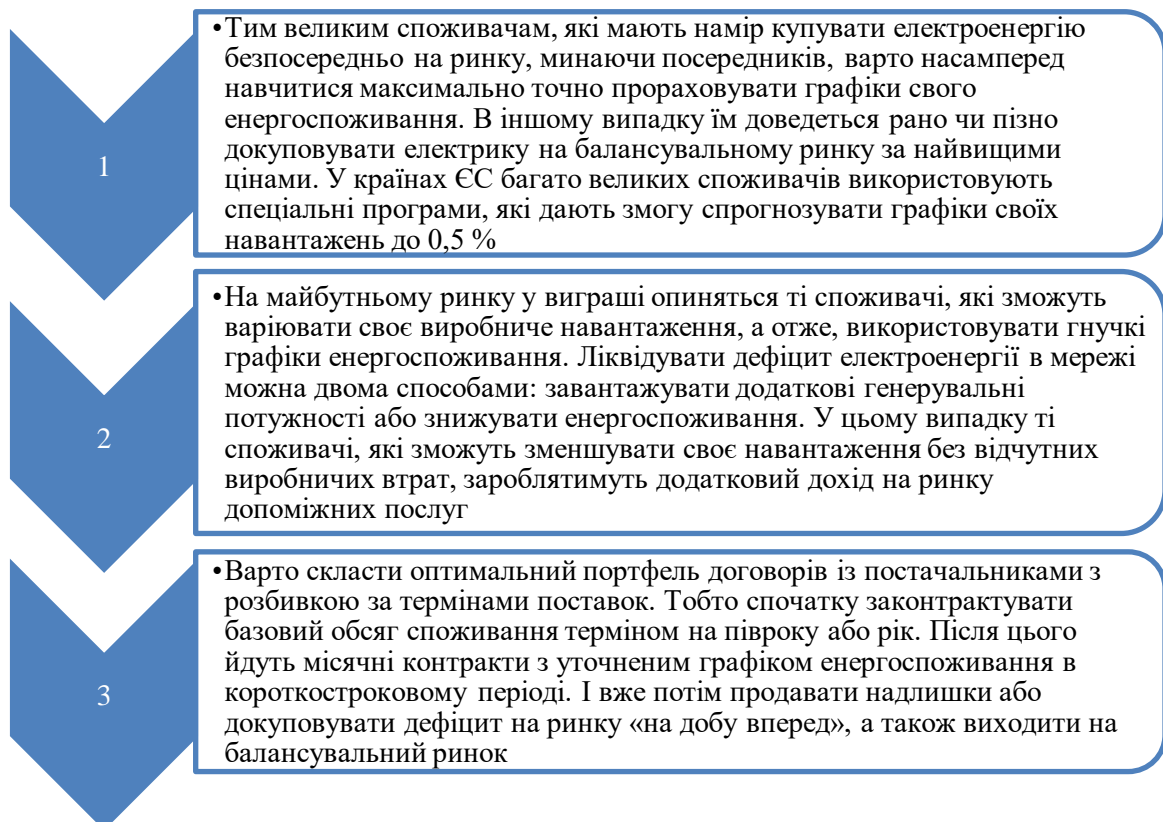 1
•Тим великим споживачам, які мають намір купувати електроенергію
безпосередньо на ринку, минаючи посередників, варто насамперед
навчитися максимально точно прораховувати графіки свого
енергоспоживання. В іншому випадку їм доведеться рано чи пізно
докуповувати електрику на балансувальному ринку за найвищими
цінами. У країнах ЄС багато великих споживачів використовують
спеціальні програми, які дають змогу спрогнозувати графіки своїх
навантажень до 0,5 %
2
•На майбутньому ринку у виграші опиняться ті споживачі, які зможуть
варіювати своє виробниче навантаження, а отже, використовувати гнучкі
графіки енергоспоживання. Ліквідувати дефіцит електроенергії в мережі
можна двома способами: завантажувати додаткові генерувальні
потужності або знижувати енергоспоживання. У цьому випадку ті
споживачі, які зможуть зменшувати своє навантаження без відчутних
виробничих втрат, зароблятимуть додатковий дохід на ринку
допоміжних послуг
3
•Варто скласти оптимальний портфель договорів із постачальниками з
розбивкою за термінами поставок. Тобто спочатку законтрактувати
базовий обсяг споживання терміном на півроку або рік. Після цього
йдуть місячні контракти з уточненим графіком енергоспоживання в
короткостроковому періоді. І вже потім продавати надлишки або
докуповувати дефіцит на ринку «на добу вперед», а також виходити на
балансувальний ринок